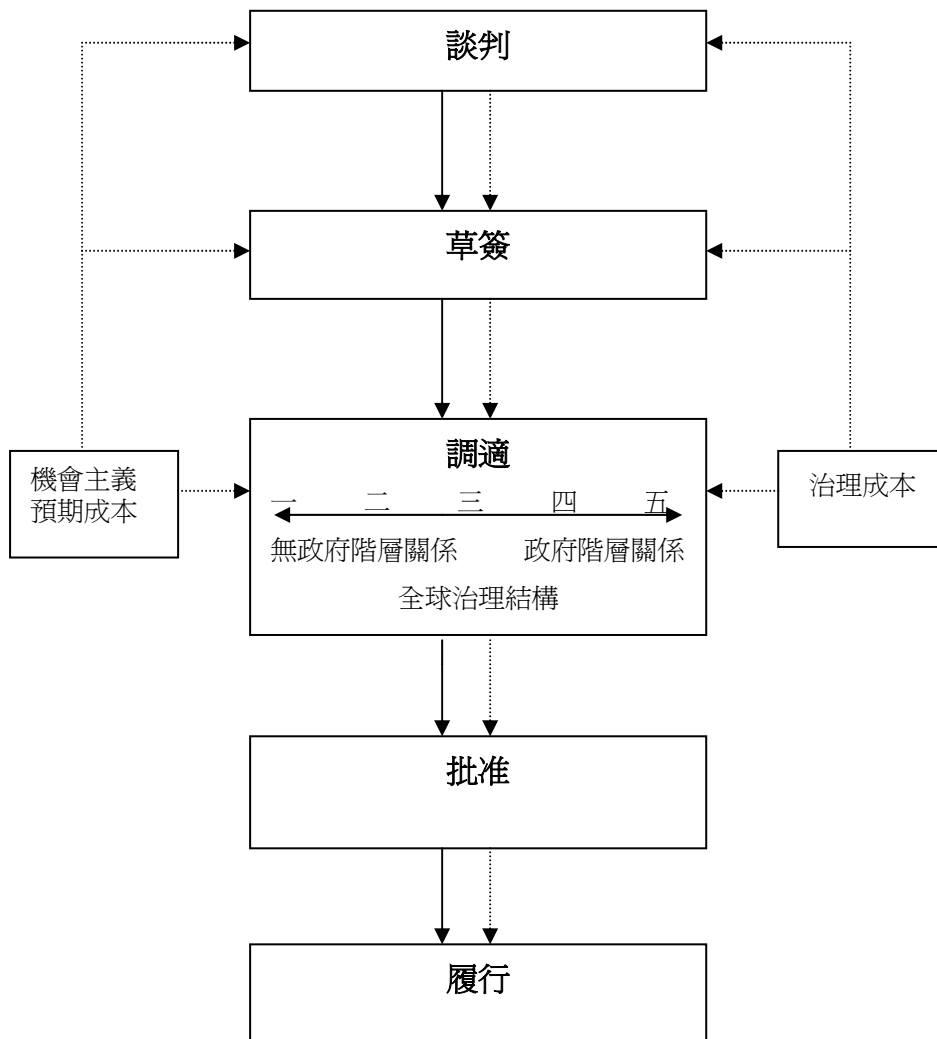 談判
草簽
調適
一 二 三 四 五
無政府階層關係 政府階層關係
全球治理結構
機會主義
預期成本
治理成本
批准
履行